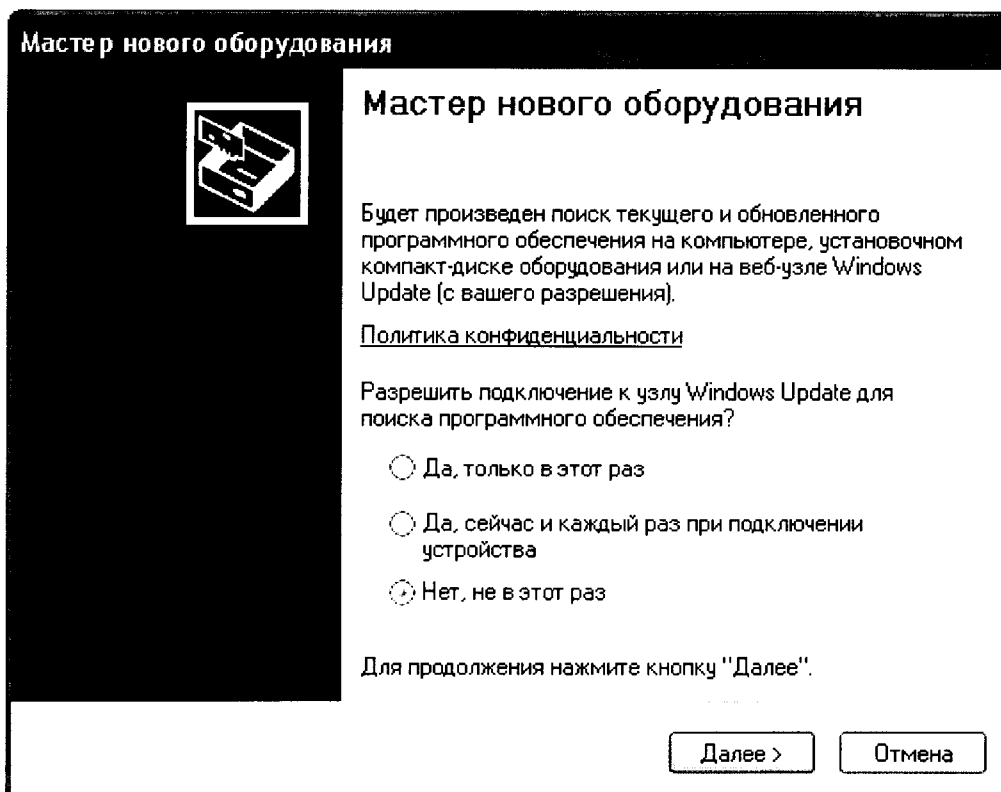 Мастер нового оборудования
Мастер нового оборудования
Будет произведен поиск текущего и обновленного
программного обеспечения на компьютере, установочном
компакт-диске оборудования или на веб-узле Windows
Update (с вашего разрешения).
Политика конфиденциальности
Разрешить подключение к узлу Windows Update для
поиска программного обеспечения?
Да, только в этот раз
Да, сейчас и каждый раз при подключении
устройства
Нет, не в этот раз
Для продолжения нажмите кнопку "Далее".
Далее >
Отмена